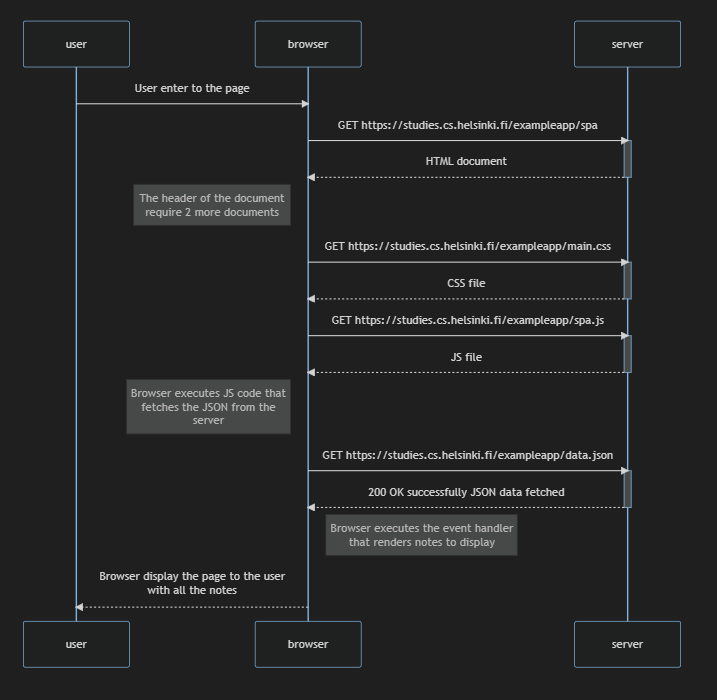 user
browser
server
User enter to the page
GET https://studies.cs.helsinki.fi/exampleapp/spa
HTML document
The header of the document
require 2 more documents
GET https://studies.cs.helsinki.fi/exampleapp/main.css
CSS file
GET https://studies.cs.helsinki.fi/exampleapp/spa.js
JS file
Browser executes JS code that
fetches the JSON from the
server
GET https://studies.cs.helsinki.fi/exampleapp/data.json
200 OK successfully JSON data fetched
Browser executes the event handler
that renders notes to display
Browser display the page to the user
with all the notes
user
browser
server